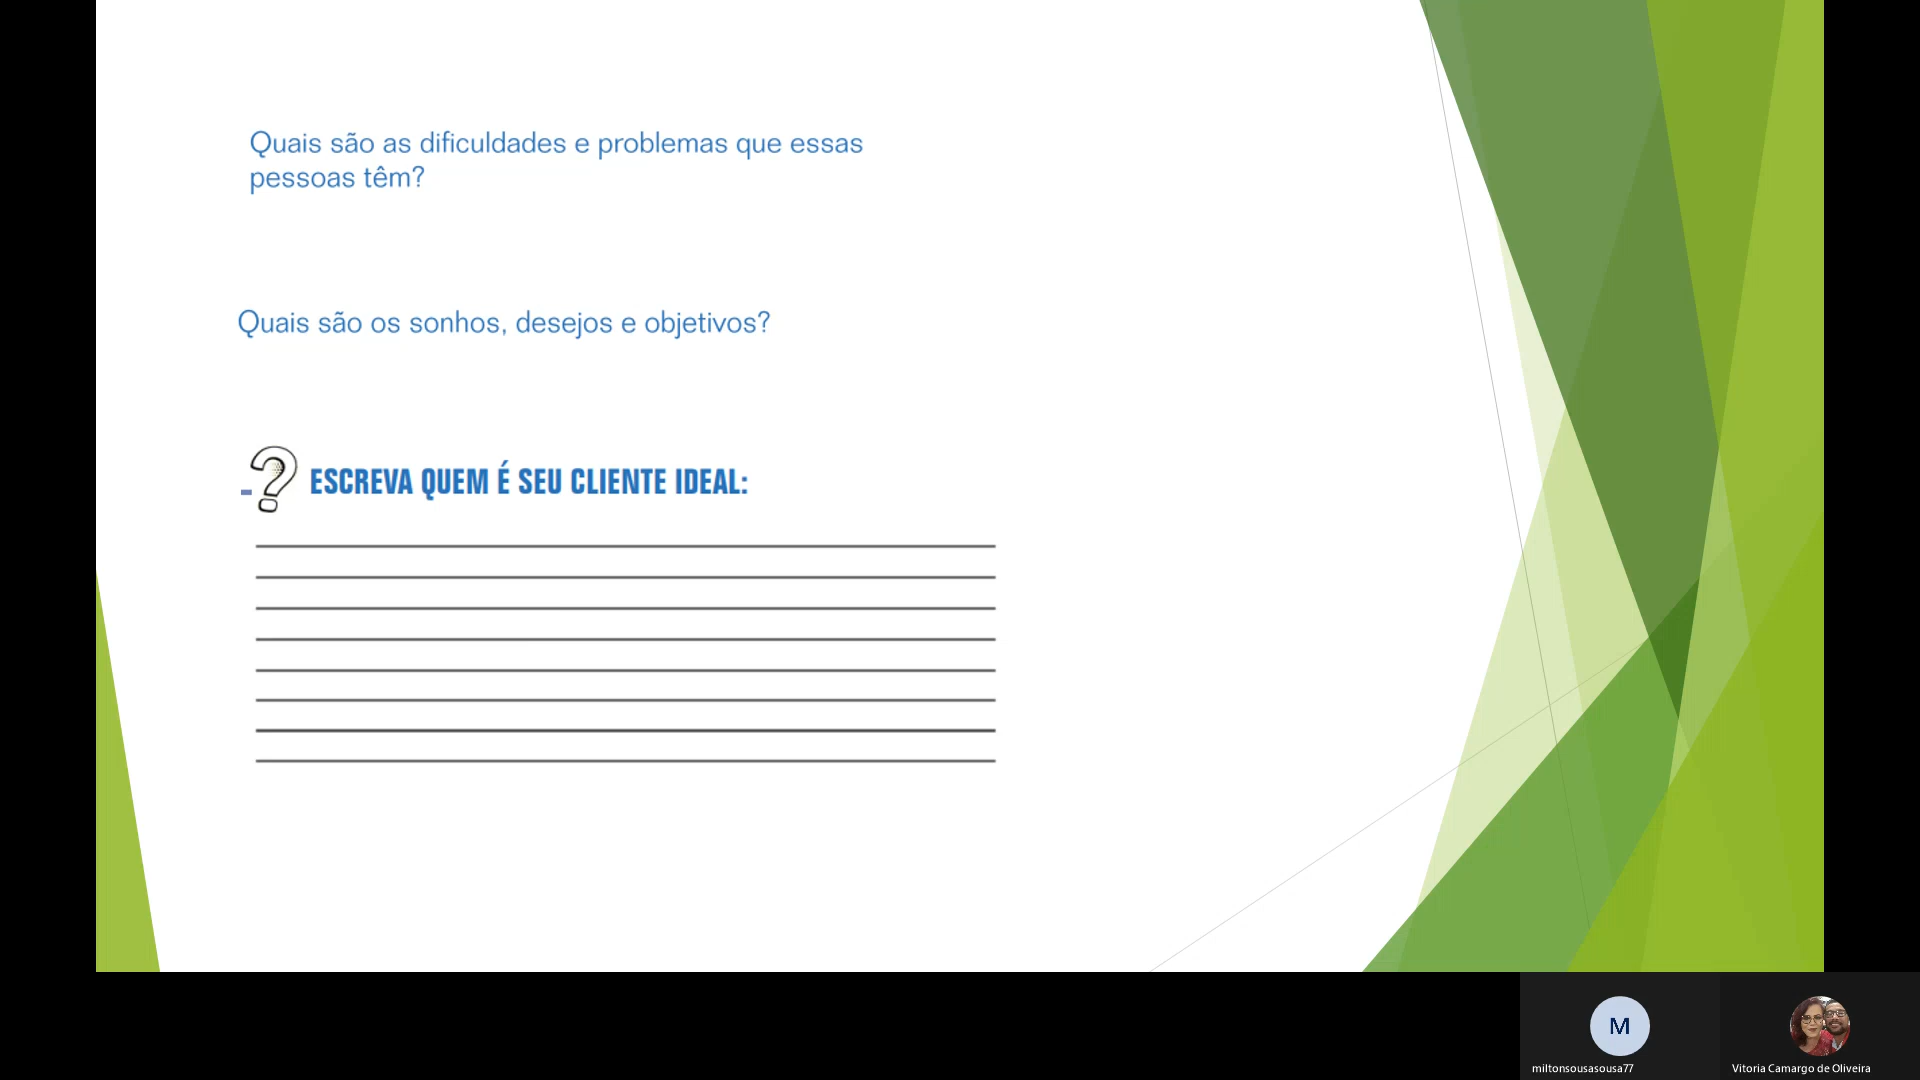 Quais são as dificuldades e problemas que essas
pessoas têm?
Quais são os sonhos, desejos e objetivos?
-? ESCREVA QUEM É SEU CLIENTE IDEAL:
M
miltonsousasousa77
Vitoria Camargo de Oliveira